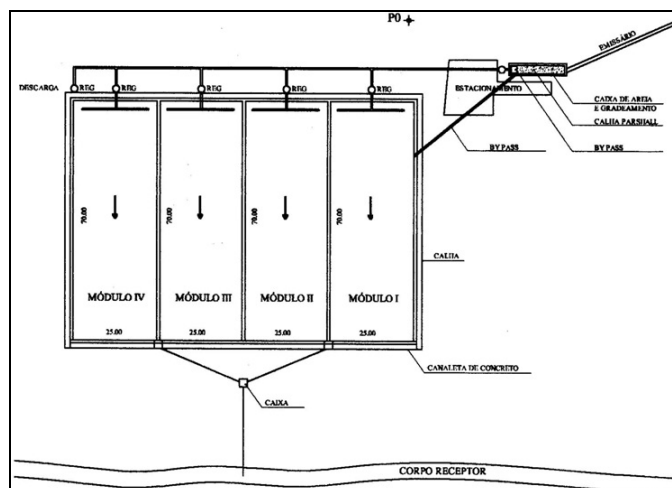 P0
EMISSÁRIO
DESCARGA
REG
REG
REG
REG
REG
ESTACIONAMENTO
CAIXA DE AREIA
E GRADEAMENTO
CALHA PARSHALL
BY PASS
BY PASS
70.00
70.00
70.00
70.00
CALHA
MÓDULO IV
MÓDULO III
MÓDULO II
MÓDULO I
25.00
25.00
25.00
25.00
CANALETA DE CONCRETO
CAIXA
CORPO RECEPTOR